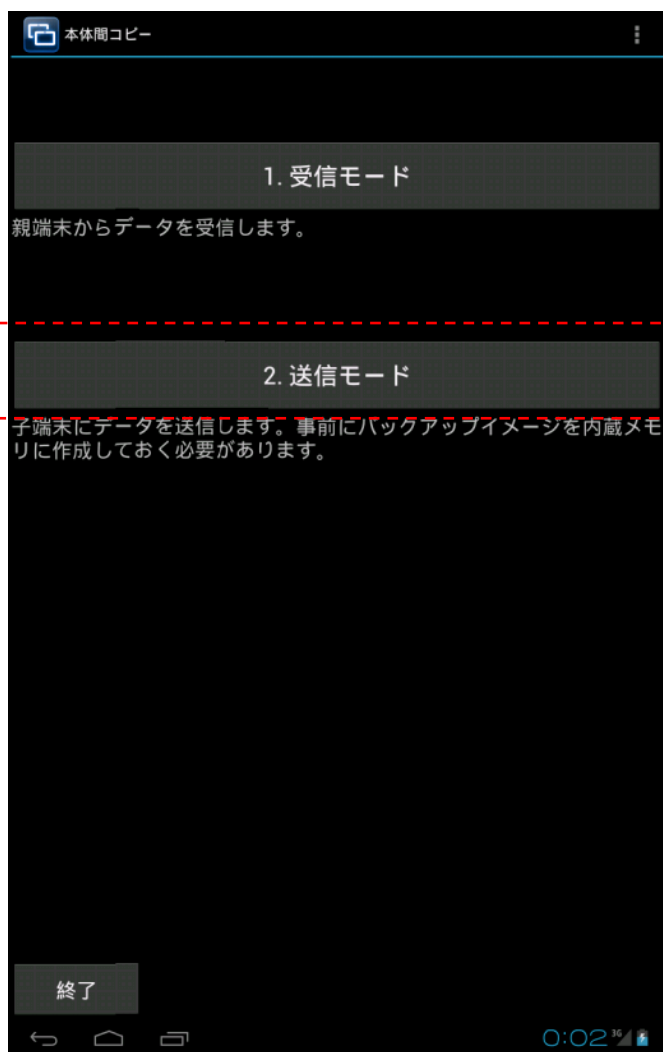 本体間コピー
1. 受信モード
親端末からデータを受信します。
2. 送信モード
子端末にデータを送信します。事前にバックアップイメージを内蔵メモ
リに作成しておく必要があります。
終了
0:02 3G